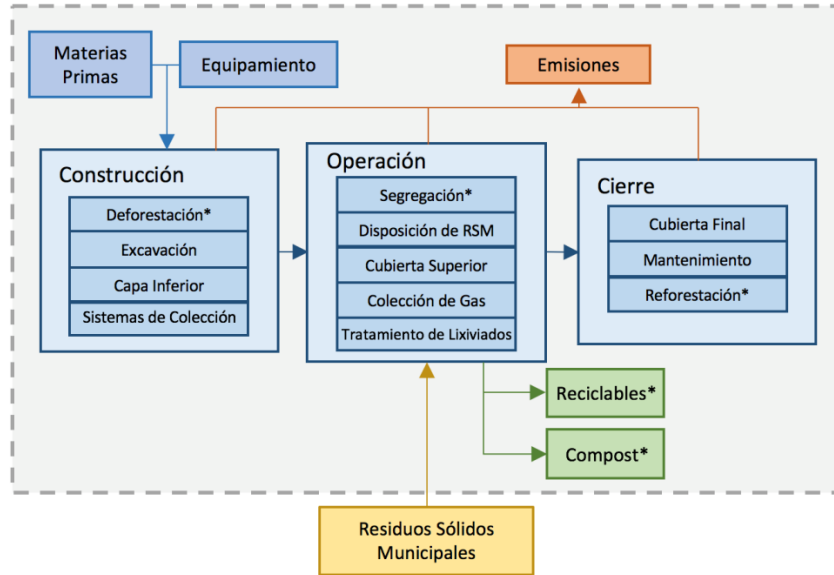 Materias
Primas
Equipamiento
Emisiones
Construcción
Deforestación*
Excavación
Capa Inferior
Sistemas de Colección
Operación
Segregación*
Disposición de RSM
Cubierta Superior
Colección de Gas
Tratamiento de Lixiviados
Cierre
Cubierta Final
Mantenimiento
Reforestación*
Reciclables*
Compost*
Residuos Sólidos
Municipales